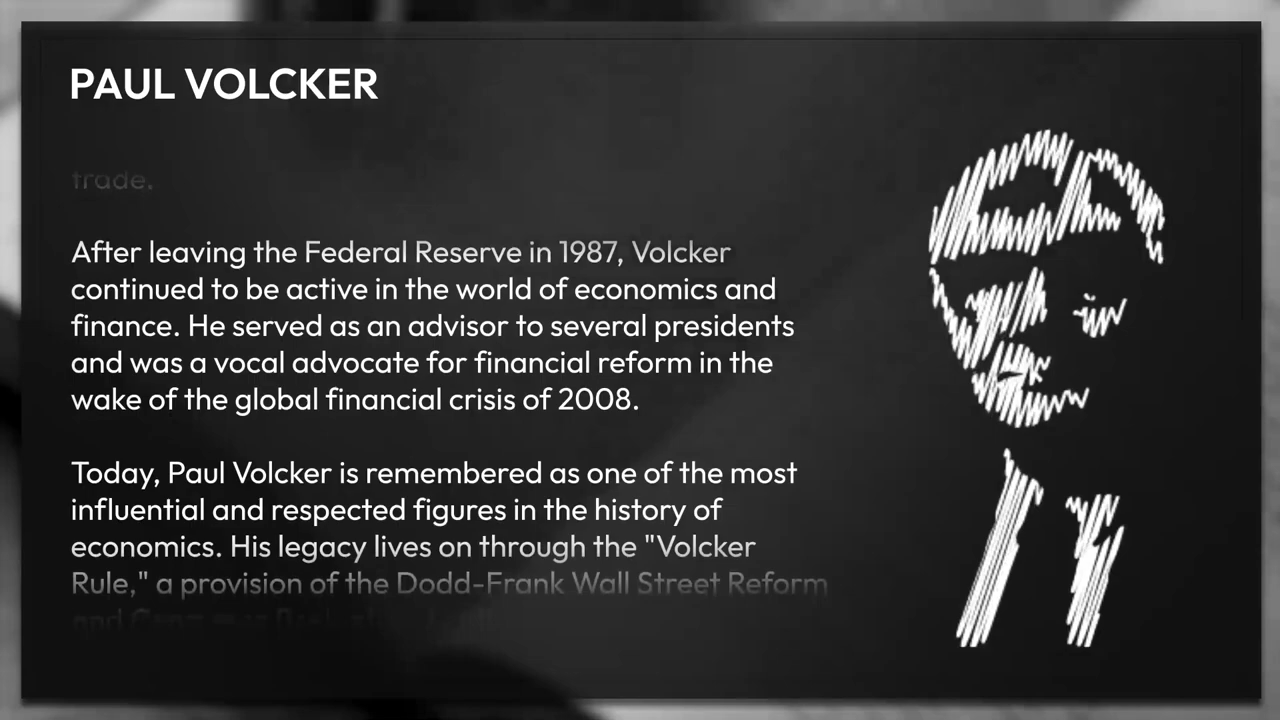 PAUL VOLCKER
trade.
After leaving the Federal Reserve in 1987, Volcker
continued to be active in the world of economics and
finance. He served as an advisor to several presidents
and was a vocal advocate for financial reform in the
wake of the global financial crisis of 2008.
Today, Paul Volcker is remembered as one of the most
influential and respected figures in the history of
economics. His legacy lives on through the "Volcker
Rule," a provision of the Dodd-Frank Wall Street Reform
and